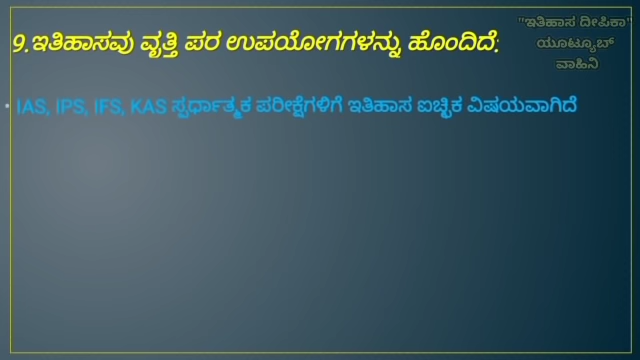 "ಇತಿಹಾಸ ದೀಪಿಕಾ"
ಯೂಟ್ಯೂಬ್
ವಾಹಿನಿ
9.ಇತಿಹಾಸವು ವೃತ್ತಿ ಪರ ಉಪಯೋಗಗಳನ್ನು ಹೊಂದಿದೆ:
• IAS, IPS, IFS, KAS ಸ್ಪರ್ಧಾತ್ಮಕ ಪರೀಕ್ಷೆಗಳಿಗೆ ಇತಿಹಾಸ ಐಚ್ಛಿಕ ವಿಷಯವಾಗಿದೆ